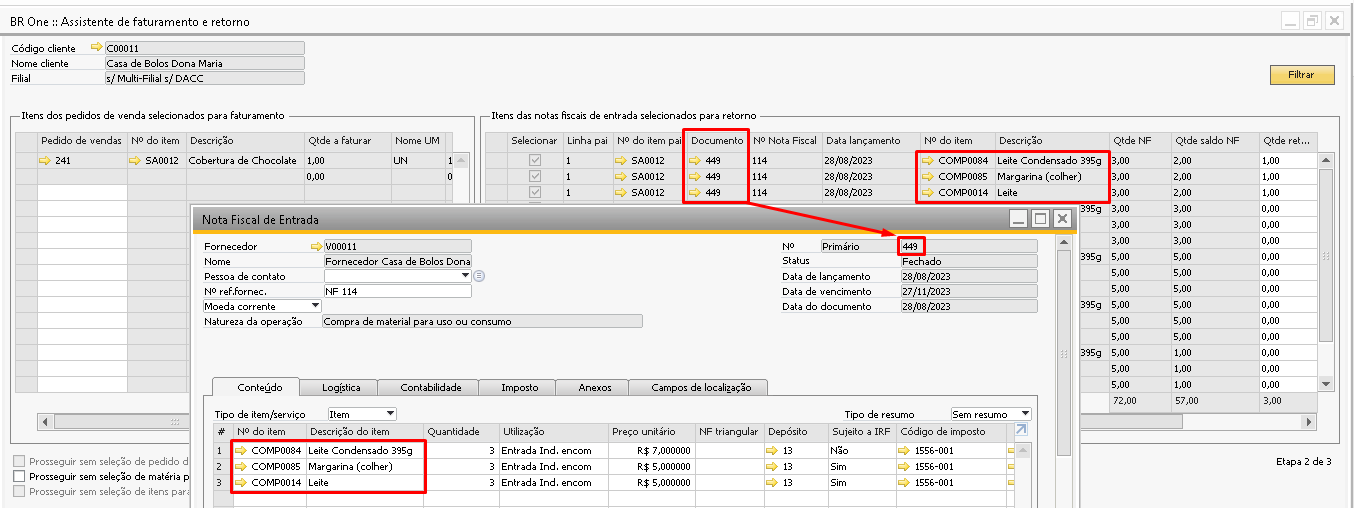 BR One :: Assistente de faturamento e retorno
Código cliente C00011
Nome cliente Casa de Bolos Dona Maria
Filial s/ Multi-Filial s/ DACC
Filtrar
Itens dos pedidos de venda selecionados para faturamento
Pedido de vendas Nº do item Descrição Qtde a faturar Nome UM
241 SA0012 Cobertura de Chocolate 1,00 UN 1
0,00 0
Itens das notas fiscais de entrada selecionados para retorno
Selecionar Linha pai Nº do item pai Documento Nº Nota Fiscal Data lançamento Nº do item Descrição Qtde NF Qtde saldo NF Qtde ret...
1 SA0012 449 114 28/08/2023 COMP0084 Leite Condensado 395g 3,00 2,00 1,00
1 SA0012 449 114 28/08/2023 COMP0085 Margarina (colher) 3,00 2,00 1,00
1 SA0012 449 114 28/08/2023 COMP0014 Leite 3,00 2,00 1,00
395g 3,00 3,00 0,00
3,00 3,00 0,00
3,00 3,00 0,00
395g 5,00 5,00 0,00
5,00 5,00 0,00
5,00 5,00 0,00
395g 5,00 5,00 0,00
5,00 5,00 0,00
5,00 5,00 0,00
395g 5,00 1,00 0,00
5,00 1,00 0,00
5,00 1,00 0,00
72,00 57,00 3,00
Prosseguir sem seleção de pedido d
Prosseguir sem seleção de matéria p
Prosseguir sem seleção de itens para
Etapa 2 de 3
Nota Fiscal de Entrada
Fornecedor V00011
Nome Fornecedor Casa de Bolos Dona
Pessoa de contato
Nº ref.fornec. NF 114
Moeda corrente
Natureza da operação Compra de material para uso ou consumo
Nº Primário 449
Status Fechado
Data de lançamento 28/08/2023
Data de vencimento 27/11/2023
Data do documento 28/08/2023
Conteúdo Logística Contabilidade Imposto Anexos Campos de localização
Tipo de item/serviço Item Tipo de resumo Sem resumo
# Nº do item Descrição do item Quantidade Utilização Preço unitário NF triangular Depósito Sujeito a IRF Código de imposto
1 COMP0084 Leite Condensado 395g 3 Entrada Ind. encom R$ 7,000000 13 Não 1556-001
2 COMP0085 Margarina (colher) 3 Entrada Ind. encom R$ 5,000000 13 Sim 1556-001
3 COMP0014 Leite 3 Entrada Ind. encom R$ 5,000000 13 Sim 1556-001